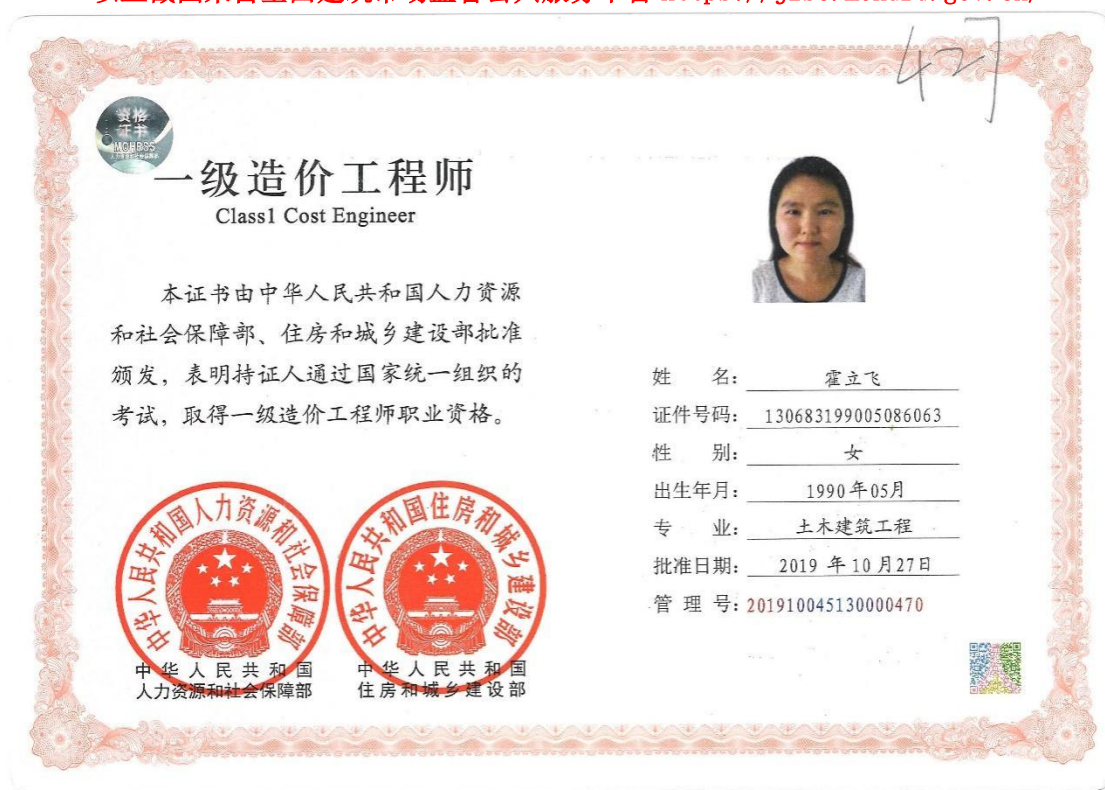 427
资格
证书
MOHRSS
一级造价工程师
Class1 Cost Engineer
本证书由中华人民共和国人力资源
和社会保障部、住房和城乡建设部批准
颁发，表明持证人通过国家统一组织的
考试，取得一级造价工程师职业资格。
姓 名： 霍立飞
证件号码： 130683199005086063
性 别： 女
出生年月： 1990年05月
专 业： 土木建筑工程
批准日期： 2019 年 10 月27日
管 理 号：201910045130000470
中华人民共和国人力资源和社会保障部
中华人民共和国住房和城乡建设部
中华人民共和国
人力资源和社会保障部
中华人民共和国
住房和城乡建设部